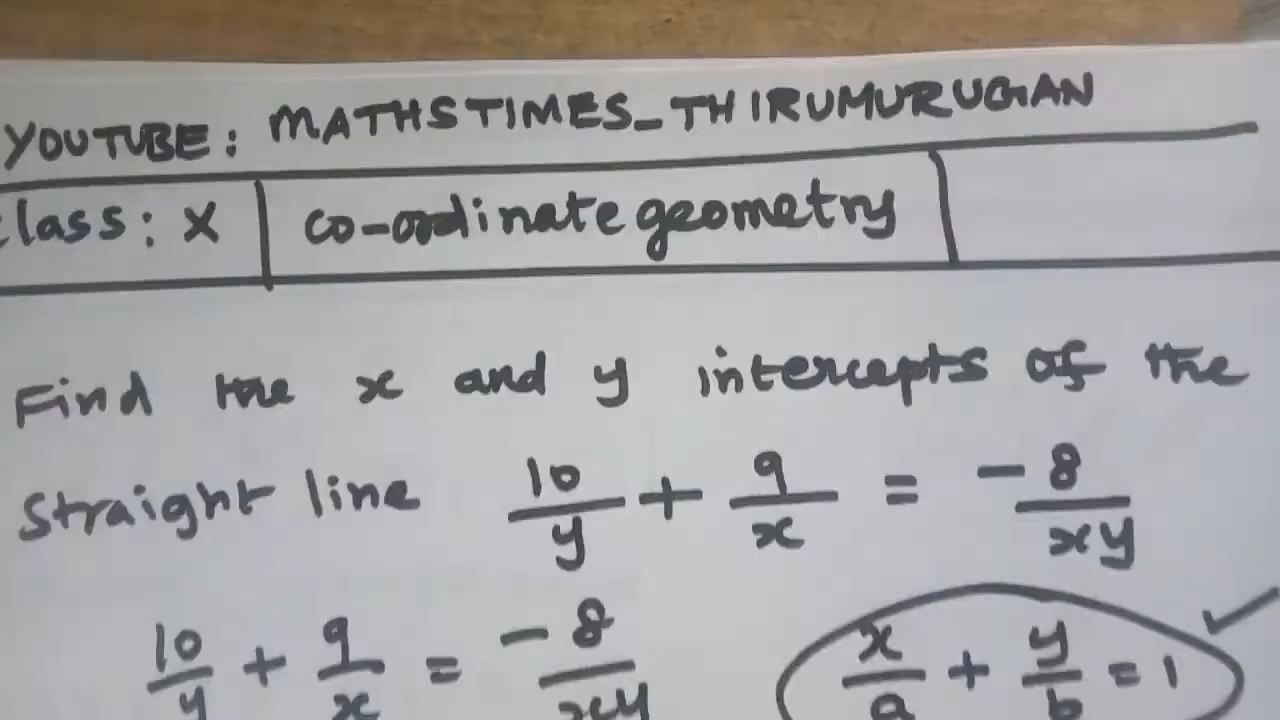 YOUTUBE: MATHSTIMES_THIRUMURUGAN
class: X | co-ordinate geometry
Find the x and y intercepts of the
straight line 10/y + 9/x = -8/xy
10/y + 9/x = -8/xy x/a + y/b = 1